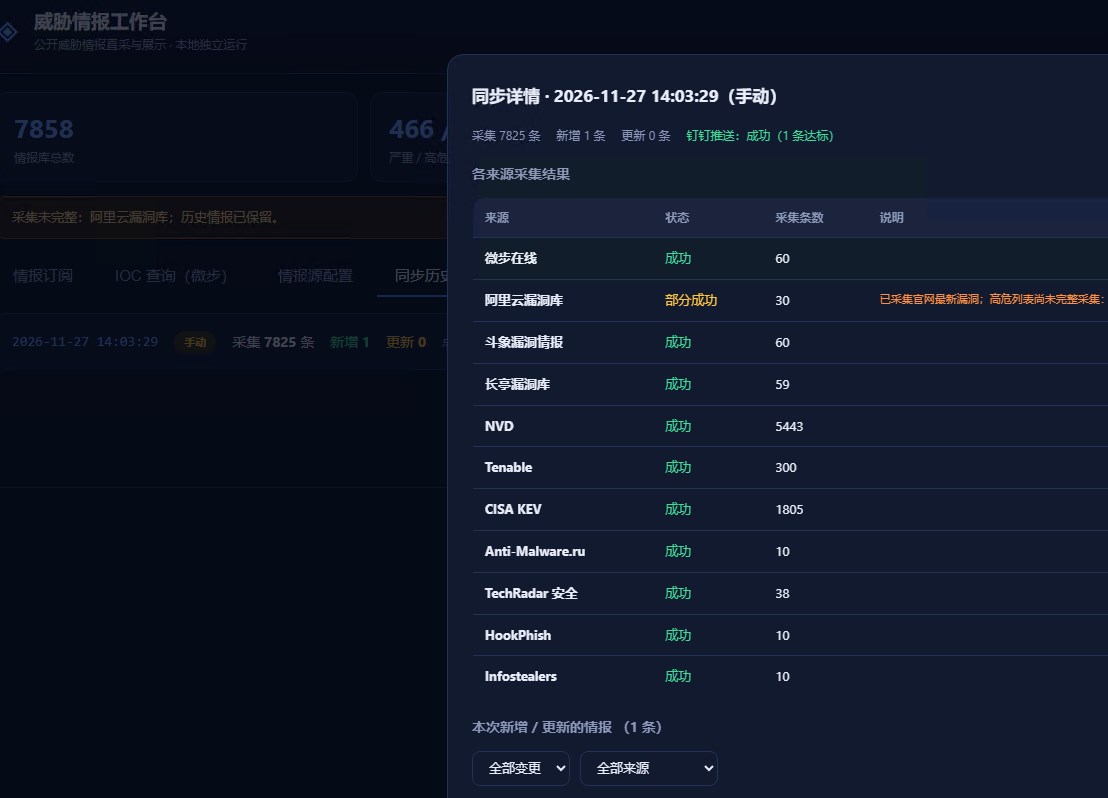 威胁情报工作台
公开威胁情报直采与展示 · 本地独立运行
7858
情报库总数
466 /
严重 / 高危
采集未完整：阿里云漏洞库；历史情报已保留。
情报订阅 IOC 查询（微步） 情报源配置 同步历史
2026-11-27 14:03:29 手动 采集 7825 条 新增 1 更新 0
同步详情 · 2026-11-27 14:03:29（手动）
采集 7825 条 新增 1 条 更新 0 条 钉钉推送：成功（1 条达标）
各来源采集结果
来源 状态 采集条数 说明
微步在线 成功 60
阿里云漏洞库 部分成功 30 已采集官网最新漏洞；高危列表尚未完整采集：
斗象漏洞情报 成功 60
长亭漏洞库 成功 59
NVD 成功 5443
Tenable 成功 300
CISA KEV 成功 1805
Anti-Malware.ru 成功 10
TechRadar 安全 成功 38
HookPhish 成功 10
Infostealers 成功 10
本次新增 / 更新的情报 （1 条）
全部变更 全部来源